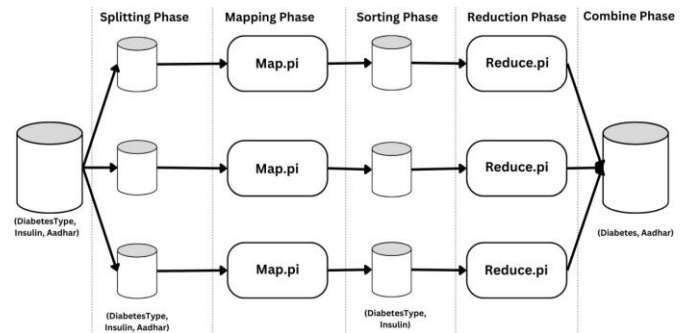 Splitting Phase
Mapping Phase
Sorting Phase
Reduction Phase
Combine Phase
Map.pi
Reduce.pi
Map.pi
Reduce.pi
(DiabetesType,
Insulin, Aadhar)
(Diabetes, Aadhar)
Map.pi
Reduce.pi
(DiabetesType,
Insulin, Aadhar)
(DiabetesType,
Insulin)